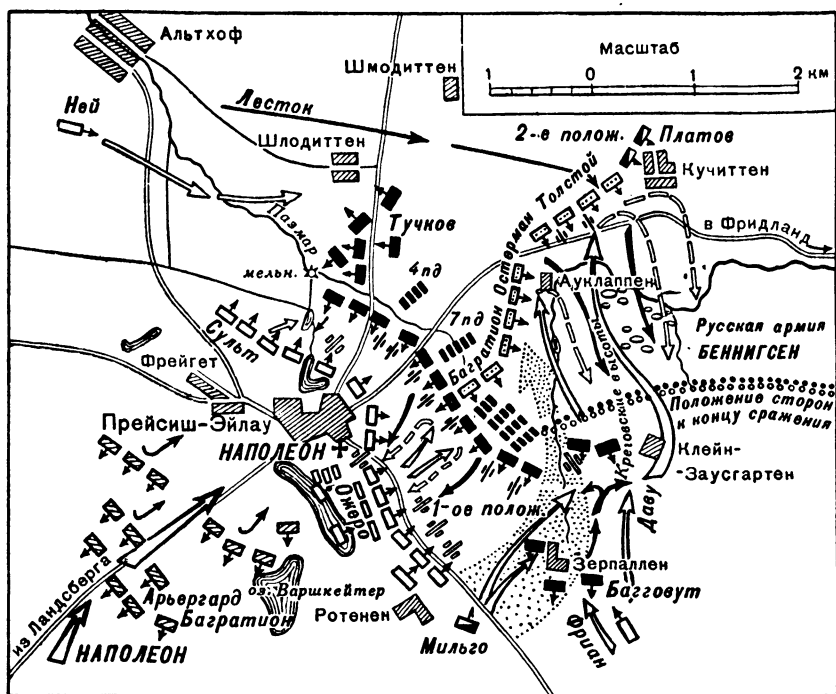 Альтхоф
Масштаб
1 0 1 2 км
Шмодиттен
Ней
Лесток
2-е полож.
Платов
Шлодиттен
Кучиттен
Толстой
Остерман
Тучков
в Фридланд
Пазмар
мельн.
4 пд
Ауклаппен
7 пд
Багратион
Русская армия
БЕННИГСЕН
Сульт
Фрейгет
Креговские высоты
Положение сторон
к концу сражения
Прейсиш-Эйлау
НАПОЛЕОН
Клейн-
-Заусгартен
Ожеро
1-ое полож.
Даву
Зерпаллен
из Ландсберга
оз. Варшкейтер
Арьергард
Багратион
Ротенен
Багговут
НАПОЛЕОН
Мильго
Фриан